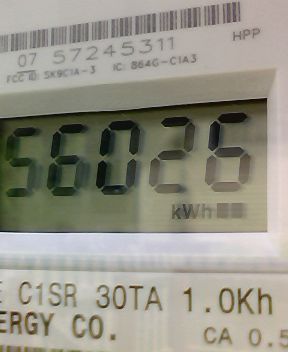 07 57245311
HPP
FCC ID: SK9C1A-3 IC: 864G-C1A3
56026
kWh
C1SR 30TA 1.0Kh
CO.
CA 0.5